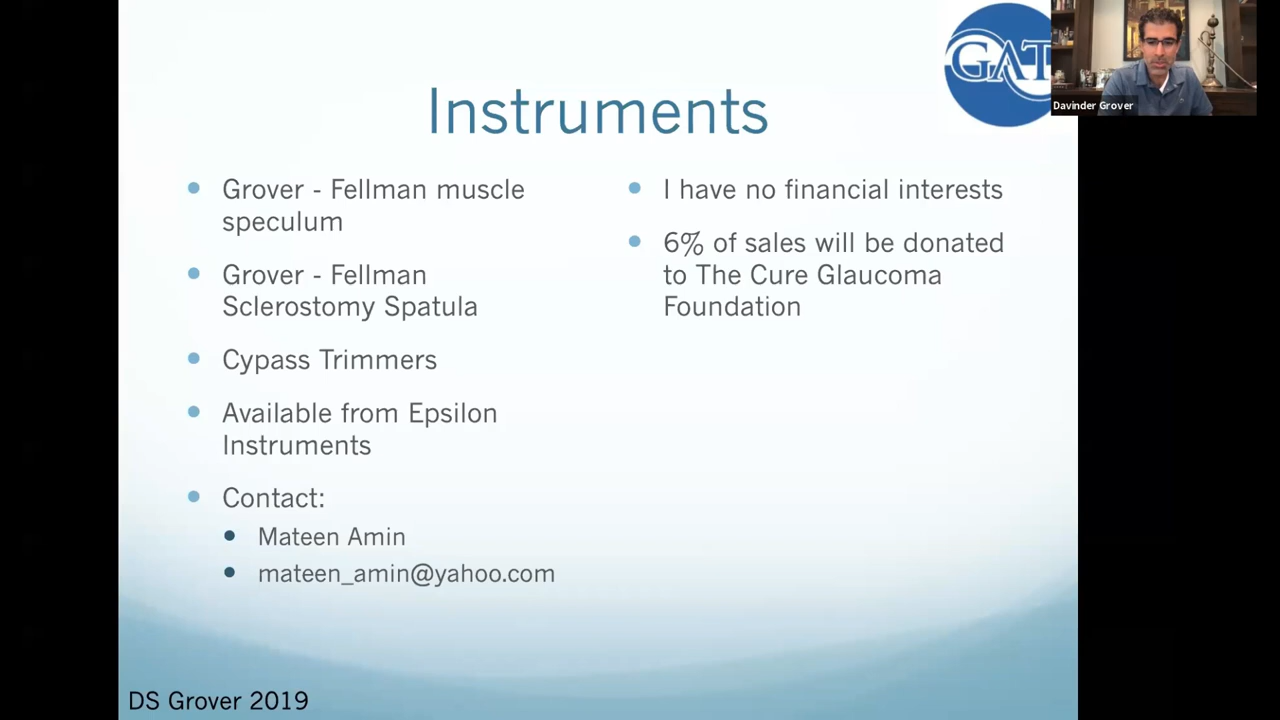 Instruments
GAT
Davinder Grover
Grover - Fellman muscle
speculum
Grover - Fellman
Sclerostomy Spatula
Cypass Trimmers
Available from Epsilon
Instruments
Contact:
Mateen Amin
mateen_amin@yahoo.com
I have no financial interests
6% of sales will be donated
to The Cure Glaucoma
Foundation
DS Grover 2019